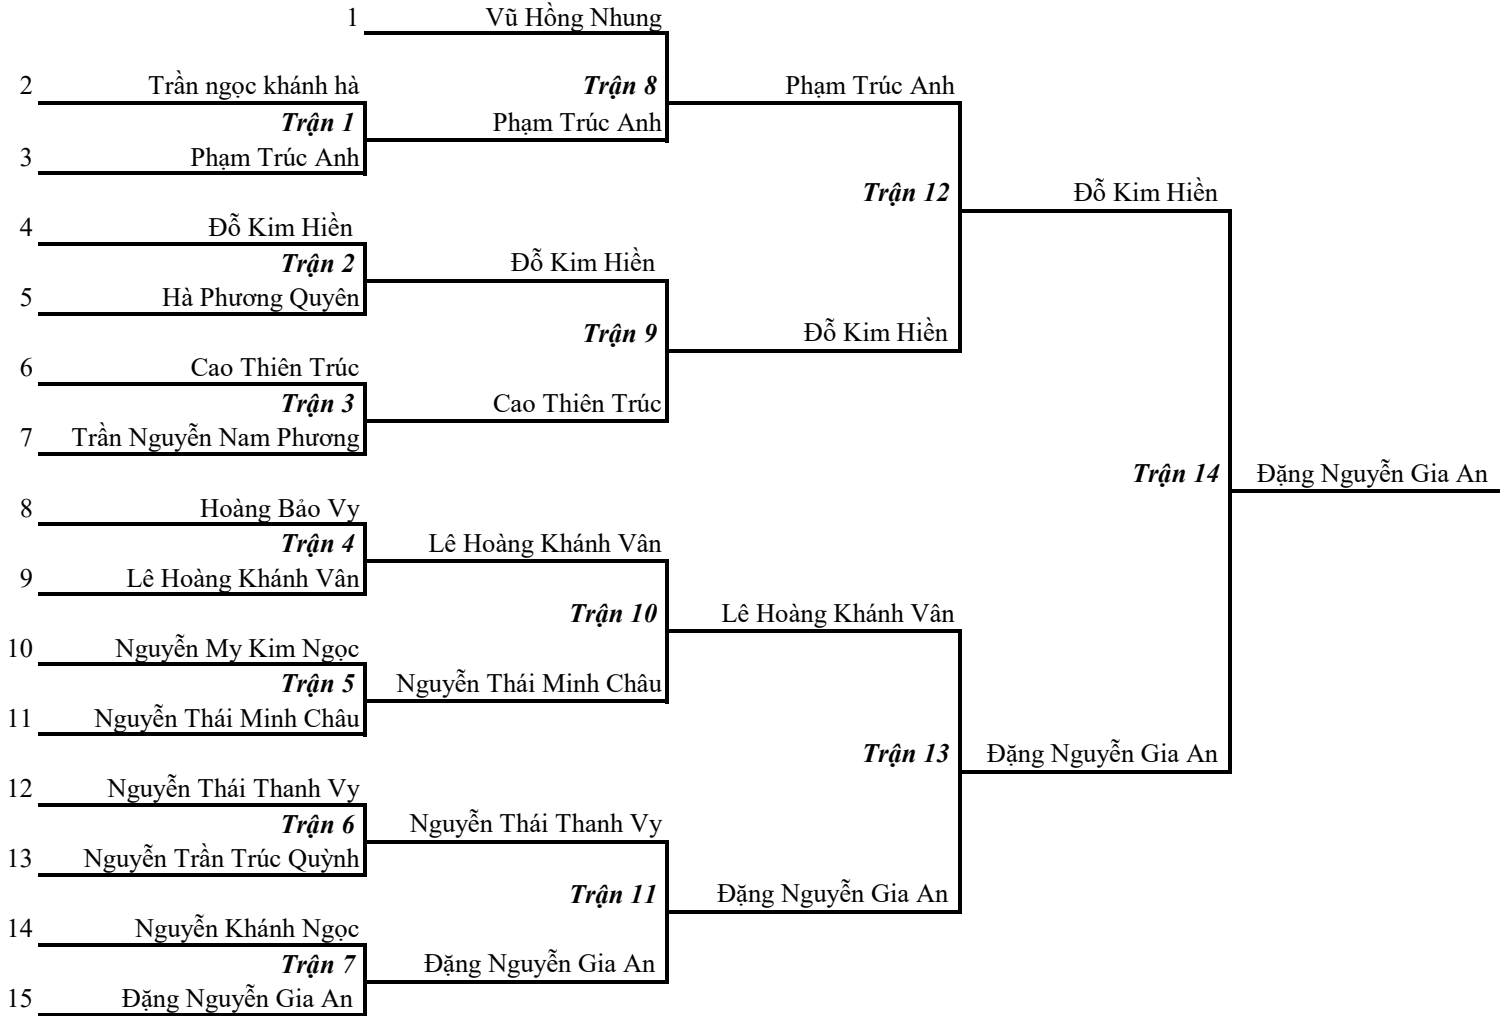 1 Vũ Hồng Nhung
2 Trần ngọc khánh hà Trận 8 Phạm Trúc Anh
Trận 1 Phạm Trúc Anh
3 Phạm Trúc Anh
Trận 12 Đỗ Kim Hiền
4 Đỗ Kim Hiền
Trận 2 Đỗ Kim Hiền
5 Hà Phương Quyên
Trận 9 Đỗ Kim Hiền
6 Cao Thiên Trúc
Trận 3 Cao Thiên Trúc
7 Trần Nguyễn Nam Phương
Trận 14 Đặng Nguyễn Gia An
8 Hoàng Bảo Vy
Trận 4 Lê Hoàng Khánh Vân
9 Lê Hoàng Khánh Vân
Trận 10 Lê Hoàng Khánh Vân
10 Nguyễn My Kim Ngọc
Trận 5 Nguyễn Thái Minh Châu
11 Nguyễn Thái Minh Châu
Trận 13 Đặng Nguyễn Gia An
12 Nguyễn Thái Thanh Vy
Trận 6 Nguyễn Thái Thanh Vy
13 Nguyễn Trần Trúc Quỳnh
Trận 11 Đặng Nguyễn Gia An
14 Nguyễn Khánh Ngọc
Trận 7 Đặng Nguyễn Gia An
15 Đặng Nguyễn Gia An